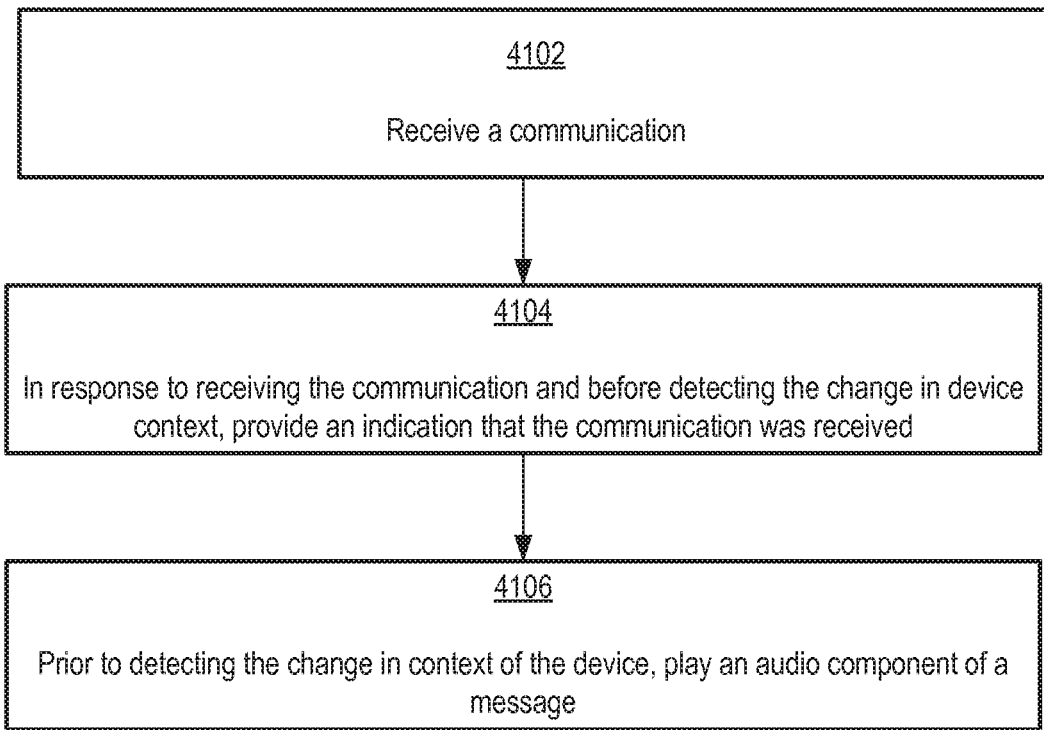 4102
Receive a communication
4104
In response to receiving the communication and before detecting the change in device
context, provide an indication that the communication was received
4106
Prior to detecting the change in context of the device, play an audio component of a
message